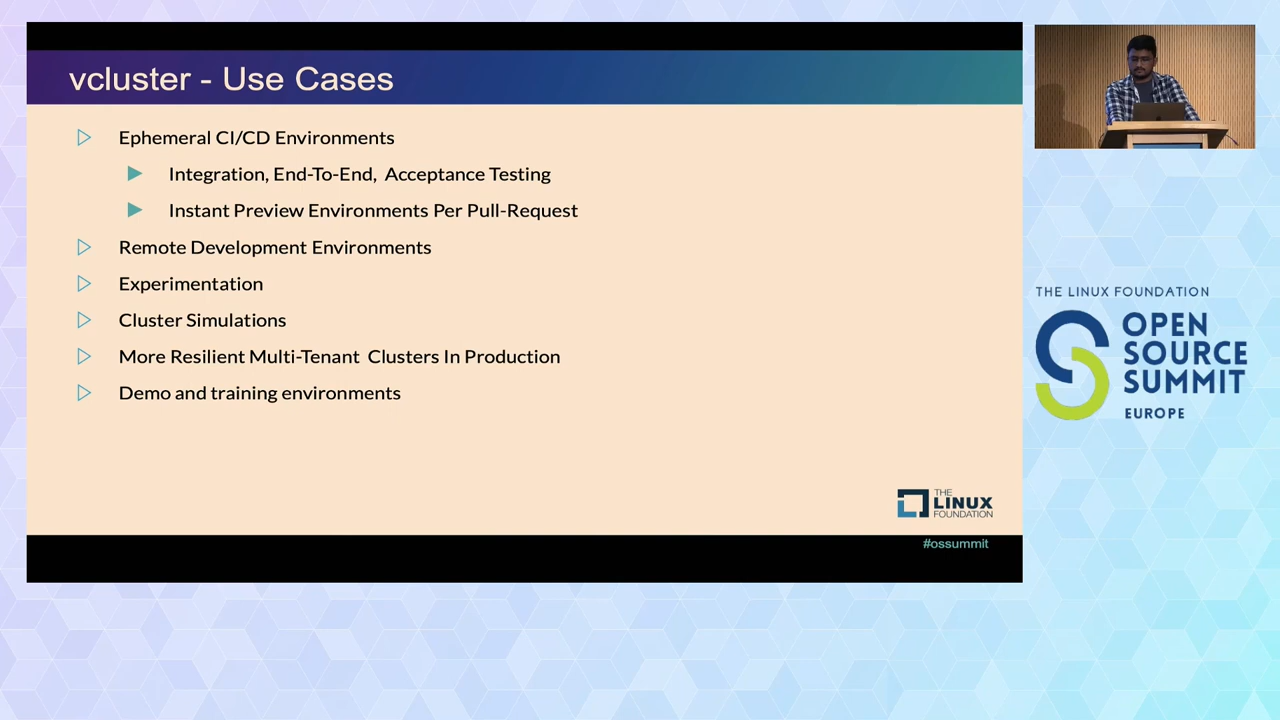 vcluster - Use Cases
Ephemeral CI/CD Environments
Integration, End-To-End,  Acceptance Testing
Instant Preview Environments Per Pull-Request
Remote Development Environments
Experimentation
Cluster Simulations
More Resilient Multi-Tenant  Clusters In Production
Demo and training environments
THE
LINUX
FOUNDATION
#ossummit
THE LINUX FOUNDATION
OPEN
SOURCE
SUMMIT
EUROPE